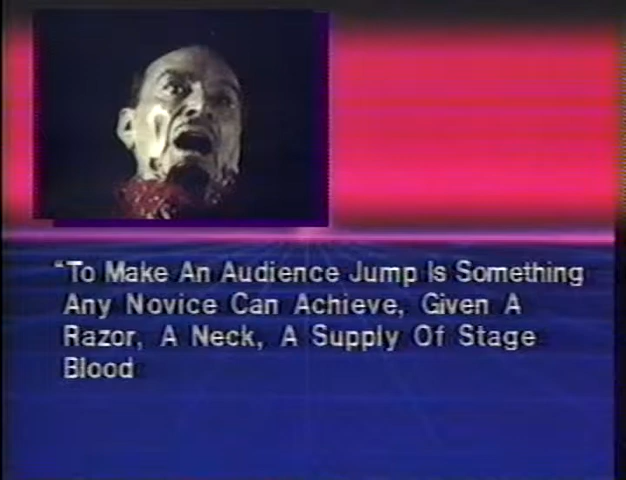 “To Make An Audience Jump Is Something
Any Novice Can Achieve, Given A
Razor, A Neck, A Supply Of Stage
Blood